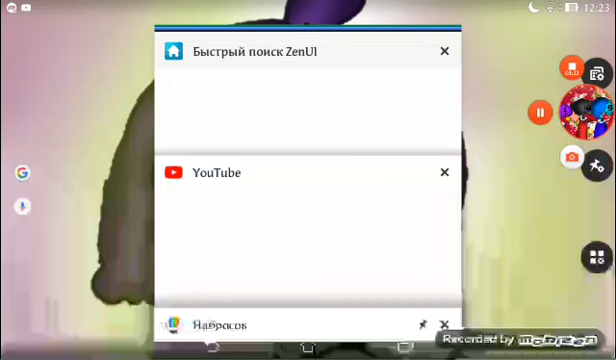 12:23
Быстрый поиск ZenUI
YouTube
Набросок
Recorded by